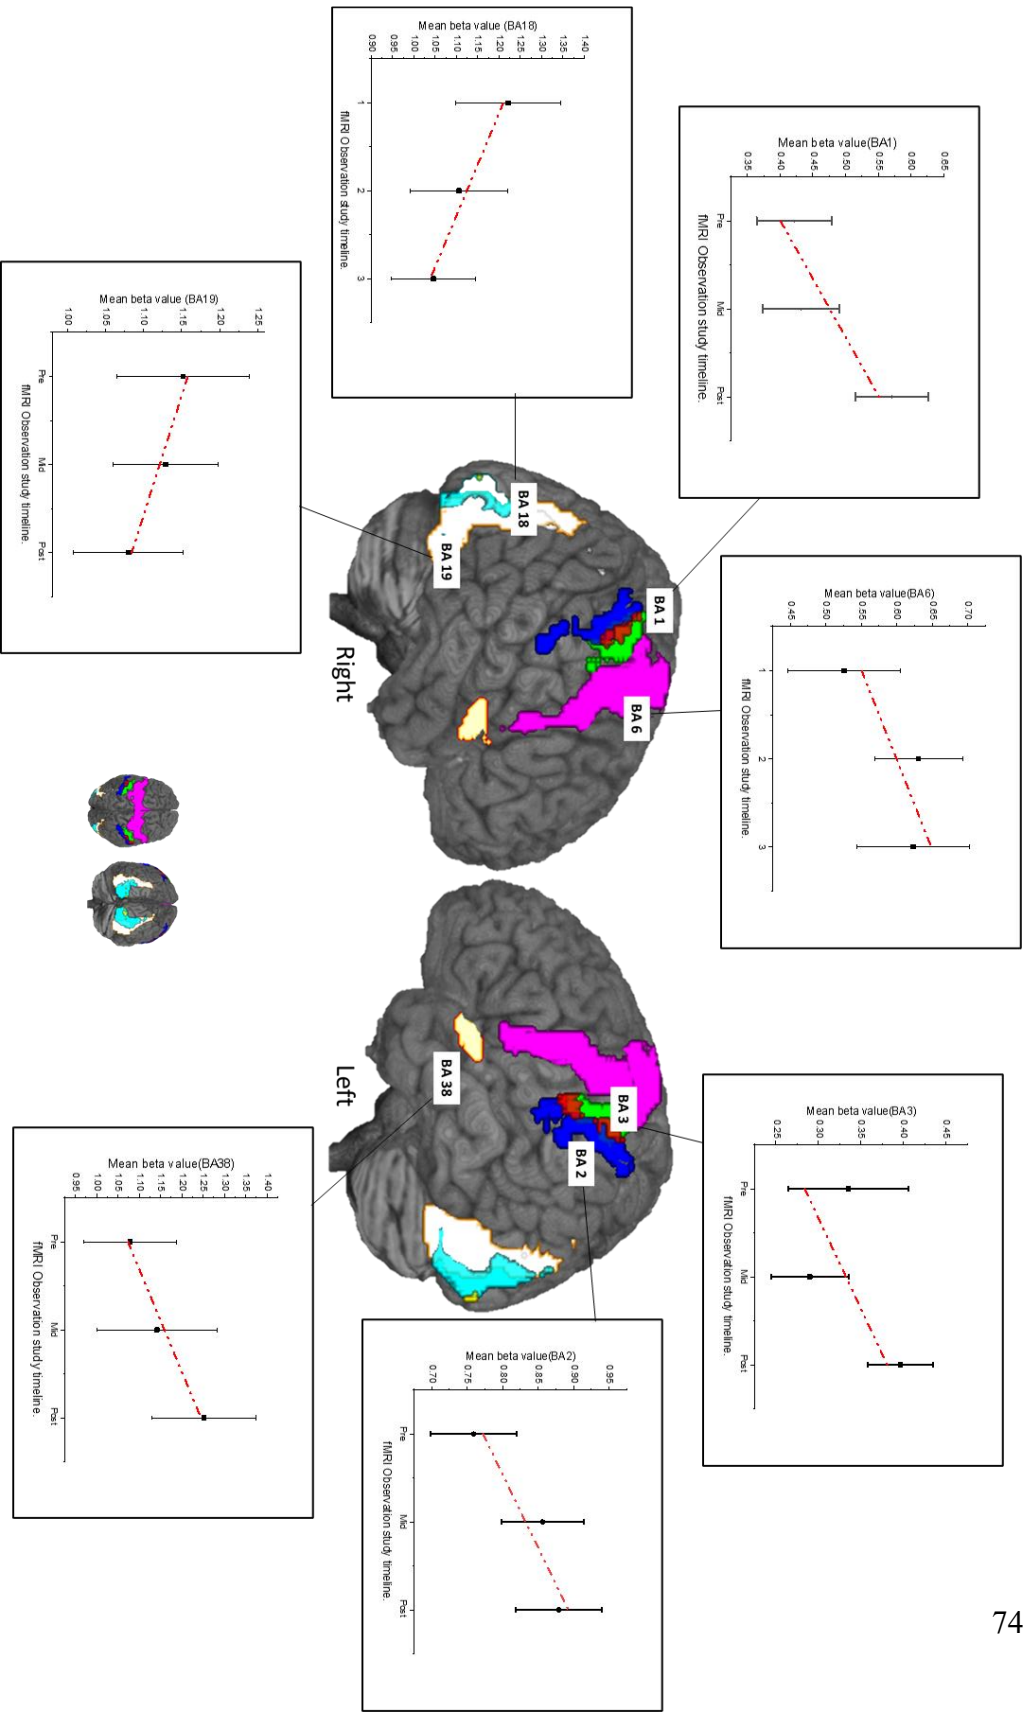 Mean beta value (BA18)
0.90 0.95 1.00 1.05 1.10 1.15 1.20 1.25 1.30 1.35 1.40
1 2 3
fMRI Observation study timeline.
Mean beta value(BA1)
0.35 0.40 0.45 0.50 0.55 0.60 0.65
Pre Mid Post
fMRI Observation study timeline.
Mean beta value(BA6)
0.45 0.50 0.55 0.60 0.65 0.70
1 2 3
fMRI Observation study timeline.
Mean beta value(BA3)
0.25 0.30 0.35 0.40 0.45
Pre Mid Post
fMRI Observation study timeline.
Mean beta value(BA2)
0.70 0.75 0.80 0.85 0.90 0.95
Pre Mid Post
fMRI Observation study timeline.
Mean beta value(BA38)
0.95 1.00 1.05 1.10 1.15 1.20 1.25 1.30 1.35 1.40
Pre Mid Post
fMRI Observation study timeline.
Mean beta value (BA19)
1.00 1.05 1.10 1.15 1.20 1.25
Pre Mid Post
fMRI Observation study timeline.
BA 18
BA 19
BA 1
BA 6
Right
BA 38
BA 3
BA 2
Left
74